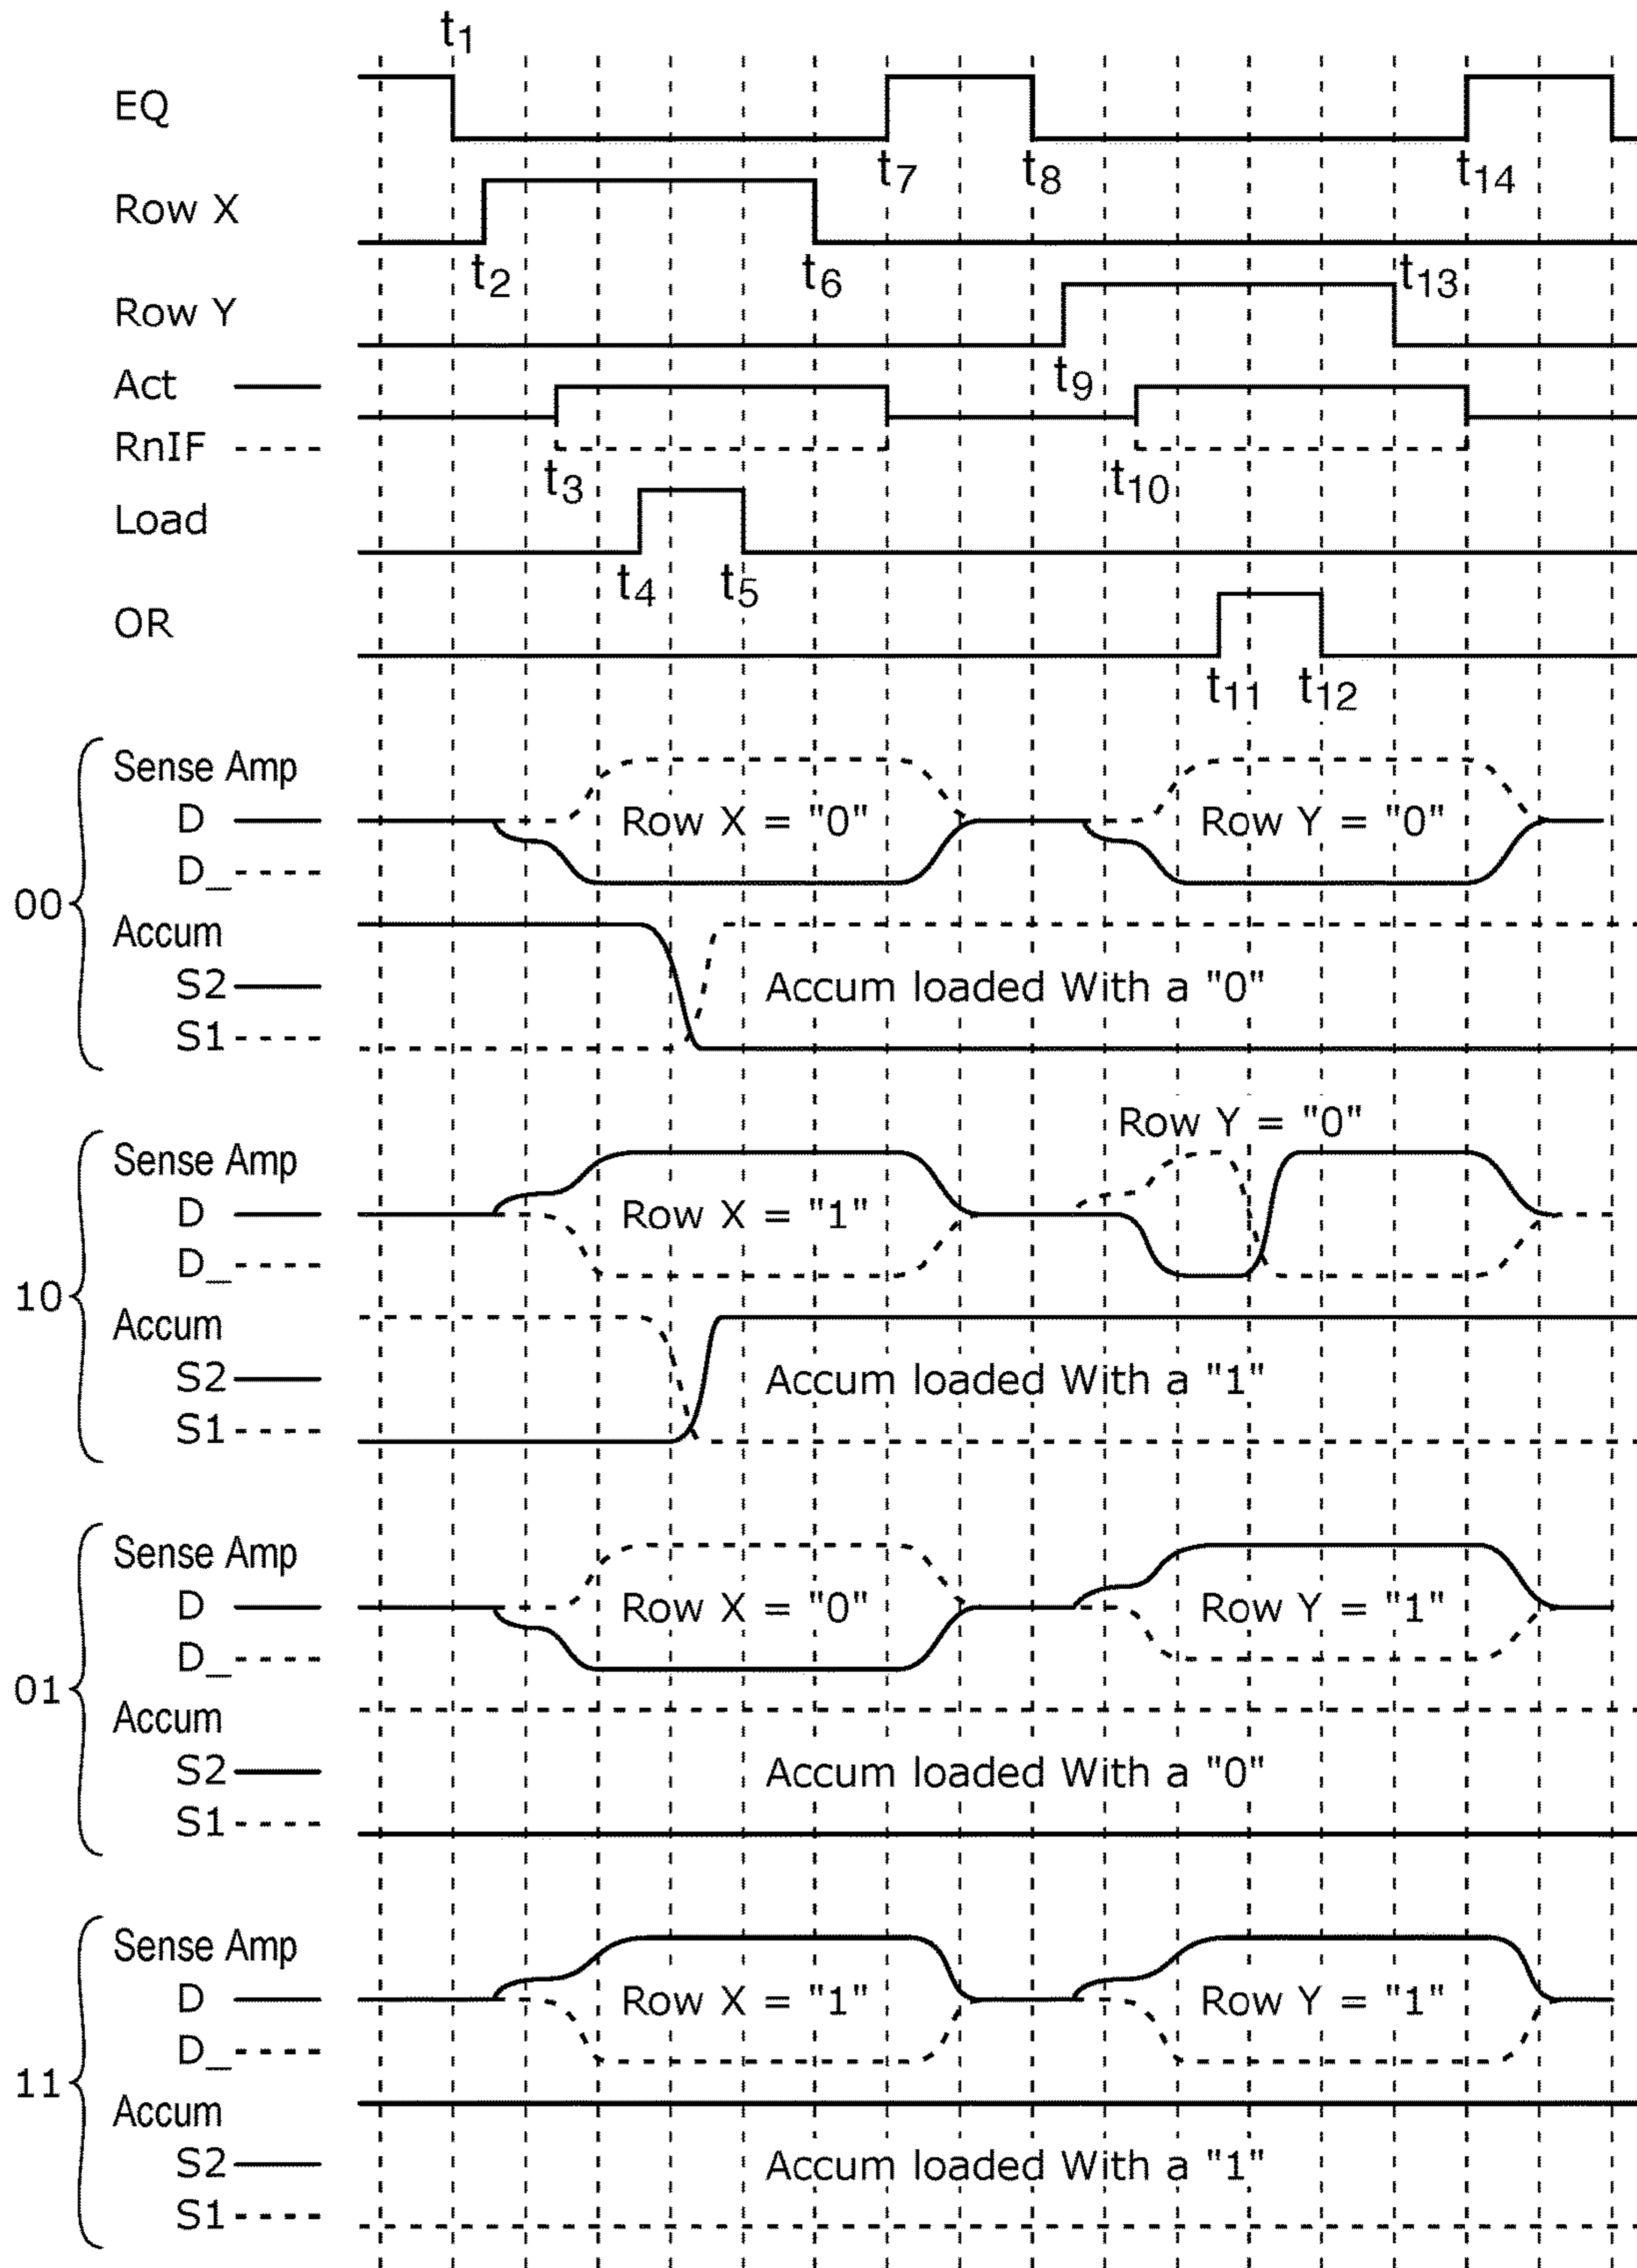 t1
EQ
t7 t8 t14
Row X
t2 t6 t13
Row Y
t9
Act
RnIF
t3 t10
Load
t4 t5
OR
t11 t12
00
Sense Amp
D Row X = "0" Row Y = "0"
D_
Accum
S2 Accum loaded With a "0"
S1
Row Y = "0"
10
Sense Amp
D Row X = "1"
D_
Accum
S2 Accum loaded With a "1"
S1
01
Sense Amp
D Row X = "0" Row Y = "1"
D_
Accum
S2 Accum loaded With a "0"
S1
11
Sense Amp
D Row X = "1" Row Y = "1"
D_
Accum
S2 Accum loaded With a "1"
S1